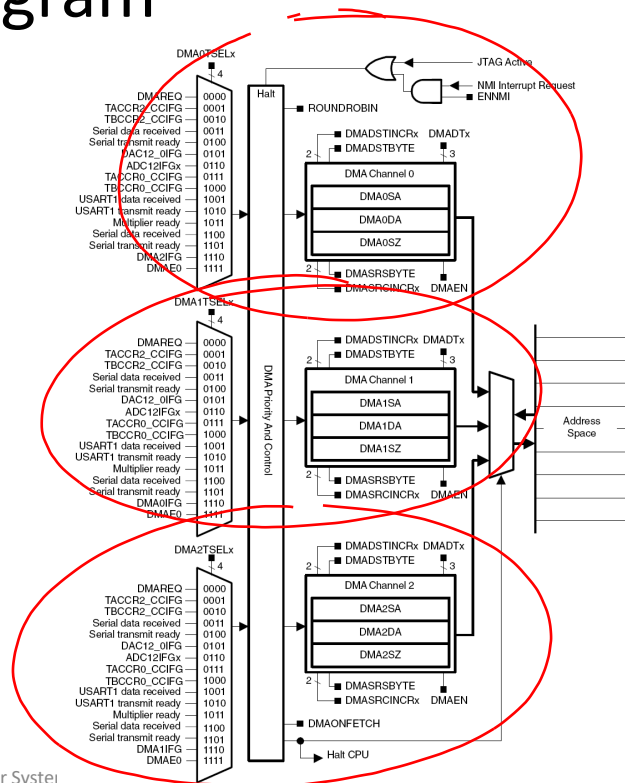 gram
DMA0TSELx
4
DMAREQ 0000
TACCR2_CCIFG 0001
TBCCR2_CCIFG 0010
Serial data received 0011
Serial transmit ready 0100
DAC12_0IFG 0101
ADC12IFGx 0110
TACCR0_CCIFG 0111
TBCCR0_CCIFG 1000
USART1 data received 1001
USART1 transmit ready 1010
Multiplier ready 1011
Serial data received 1100
Serial transmit ready 1101
DMA2IFG 1110
DMAE0 1111
Halt
JTAG Active
NMI Interrupt Request
ENNMI
ROUNDROBIN
DMADSTINCRx DMADTx
2 DMADSTBYTE 3
DMA Channel 0
DMA0SA
DMA0DA
DMA0SZ
2 DMASRSBYTE
DMASRCINCRx DMAEN
DMA1TSELx
4
DMAREQ 0000
TACCR2_CCIFG 0001
TBCCR2_CCIFG 0010
Serial data received 0011
Serial transmit ready 0100
DAC12_0IFG 0101
ADC12IFGx 0110
TACCR0_CCIFG 0111
TBCCR0_CCIFG 1000
USART1 data received 1001
USART1 transmit ready 1010
Multiplier ready 1011
Serial data received 1100
Serial transmit ready 1101
DMA0IFG 1110
DMAE0 1111
DMA Priority And Control
DMADSTINCRx DMADTx
2 DMADSTBYTE 3
DMA Channel 1
DMA1SA
DMA1DA
DMA1SZ
2 DMASRSBYTE
DMASRCINCRx DMAEN
Address
Space
DMA2TSELx
4
DMAREQ 0000
TACCR2_CCIFG 0001
TBCCR2_CCIFG 0010
Serial data received 0011
Serial transmit ready 0100
DAC12_0IFG 0101
ADC12IFGx 0110
TACCR0_CCIFG 0111
TBCCR0_CCIFG 1000
USART1 data received 1001
USART1 transmit ready 1010
Multiplier ready 1011
Serial data received 1100
Serial transmit ready 1101
DMA1IFG 1110
DMAE0 1111
DMADSTINCRx DMADTx
2 DMADSTBYTE 3
DMA Channel 2
DMA2SA
DMA2DA
DMA2SZ
2 DMASRSBYTE
DMASRCINCRx DMAEN
DMAONFETCH
Halt CPU
r Syste